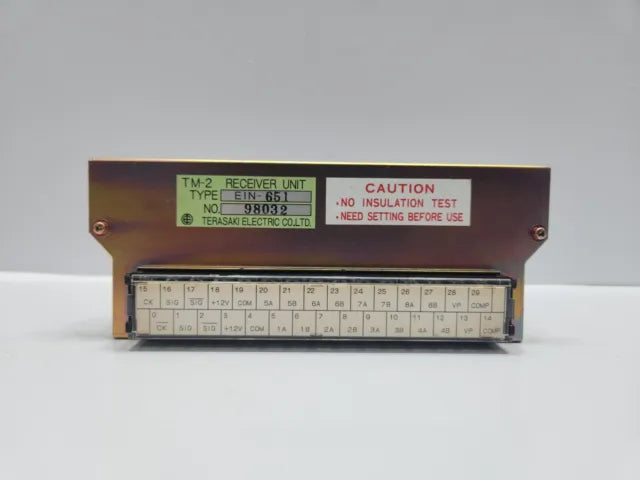 TM-2 RECEIVER UNIT
TYPE EIN-651
NO. 98032
TERASAKI ELECTRIC CO.,LTD.
CAUTION
•NO INSULATION TEST
•NEED SETTING BEFORE USE
15 16 17 18 19 20 21 22 23 24 25 26 27 28 29
CK SIG SIG +12V COM 5A 5B 6A 6B 7A 7B 8A 8B VP COMP
0 1 2 3 4 5 6 7 8 9 10 11 12 13 14
CK SIG SIG +12V COM 1A 1B 2A 2B 3A 3B 4A 4B VP COMP